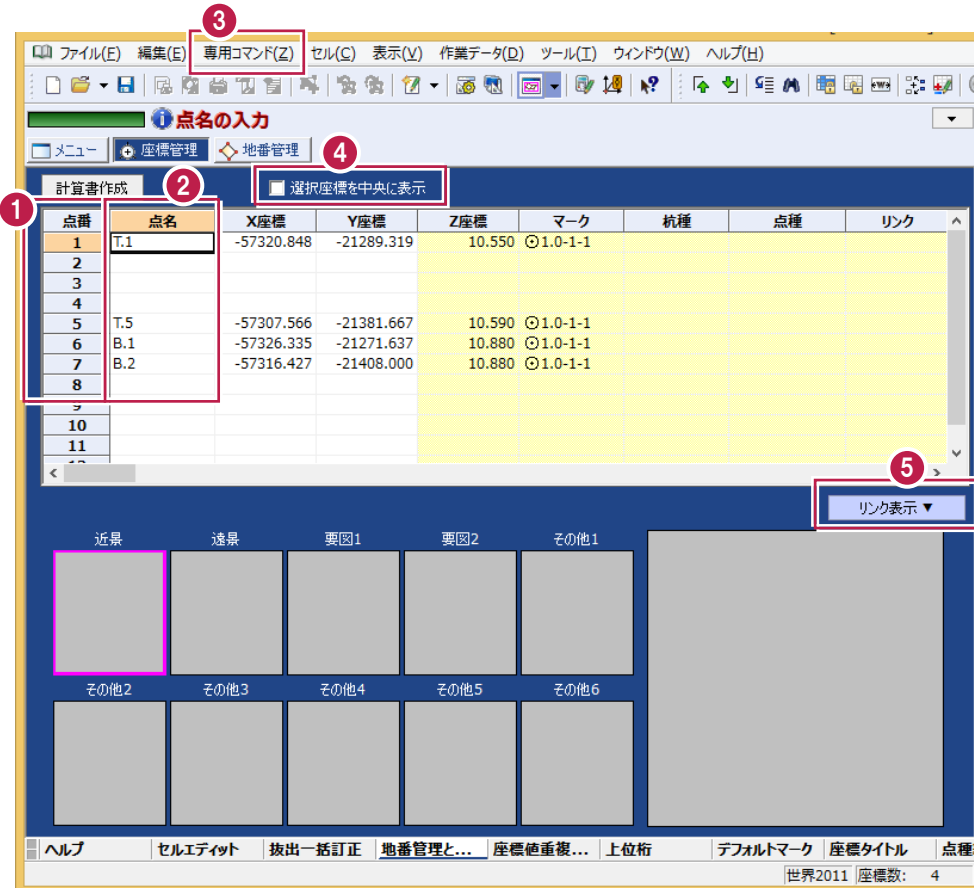 3
ファイル(F) 編集(E) 専用コマンド(Z) セル(C) 表示(V) 作業データ(D) ツール(T) ウィンドウ(W) ヘルプ(H)
点名の入力
メニュー 座標管理 地番管理 4
計算書作成 2 選択座標を中央に表示
1
点番 点名 X座標 Y座標 Z座標 マーク 杭種 点種 リンク
1 T.1 -57320.848 -21289.319 10.550 ⊙1.0-1-1
2
3
4
5 T.5 -57307.566 -21381.667 10.590 ⊙1.0-1-1
6 B.1 -57326.335 -21271.637 10.880 ⊙1.0-1-1
7 B.2 -57316.427 -21408.000 10.880 ⊙1.0-1-1
8
9
10
11
5
リンク表示 ▼
近景 遠景 要図1 要図2 その他1
その他2 その他3 その他4 その他5 その他6
ヘルプ セルエディット 抜出一括訂正 地番管理と... 座標値重複... 上位桁 デフォルトマーク 座標タイトル 点種
世界2011 座標数: 4